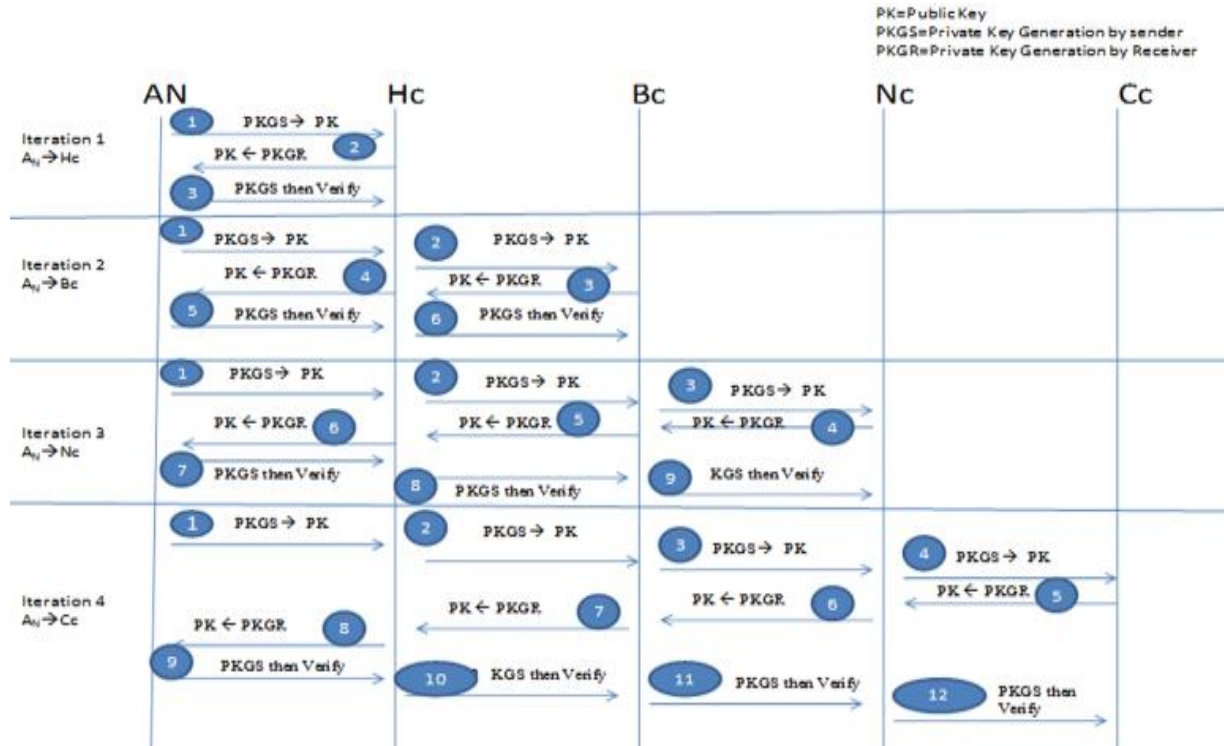 PK=Public Key
PKGS=Private Key Generation by sender
PKGR=Private Key Generation by Receiver
AN Hc Bc Nc Cc
Iteration 1
A_N→Hc
1 PKGS→ PK
PK ← PKGR 2
3 PKGS then Verify
Iteration 2
A_N→Bc
1 PKGS→ PK
2 PKGS→ PK
PK ← PKGR 4
PK ← PKGR 3
5 PKGS then Verify
6 PKGS then Verify
Iteration 3
A_N→Nc
1 PKGS→ PK
2 PKGS→ PK
3 PKGS→ PK
PK ← PKGR 6
PK ← PKGR 5
PK ← PKGR 4
7 PKGS then Verify
8 PKGS then Verify
9 KGS then Verify
Iteration 4
A_N→Cc
1 PKGS→ PK
2 PKGS→ PK
3 PKGS→ PK
4 PKGS→ PK
PK ← PKGR 8
PK ← PKGR 7
PK ← PKGR 6
PK ← PKGR 5
9 PKGS then Verify
10 KGS then Verify
11 PKGS then Verify
12 PKGS then
Verify